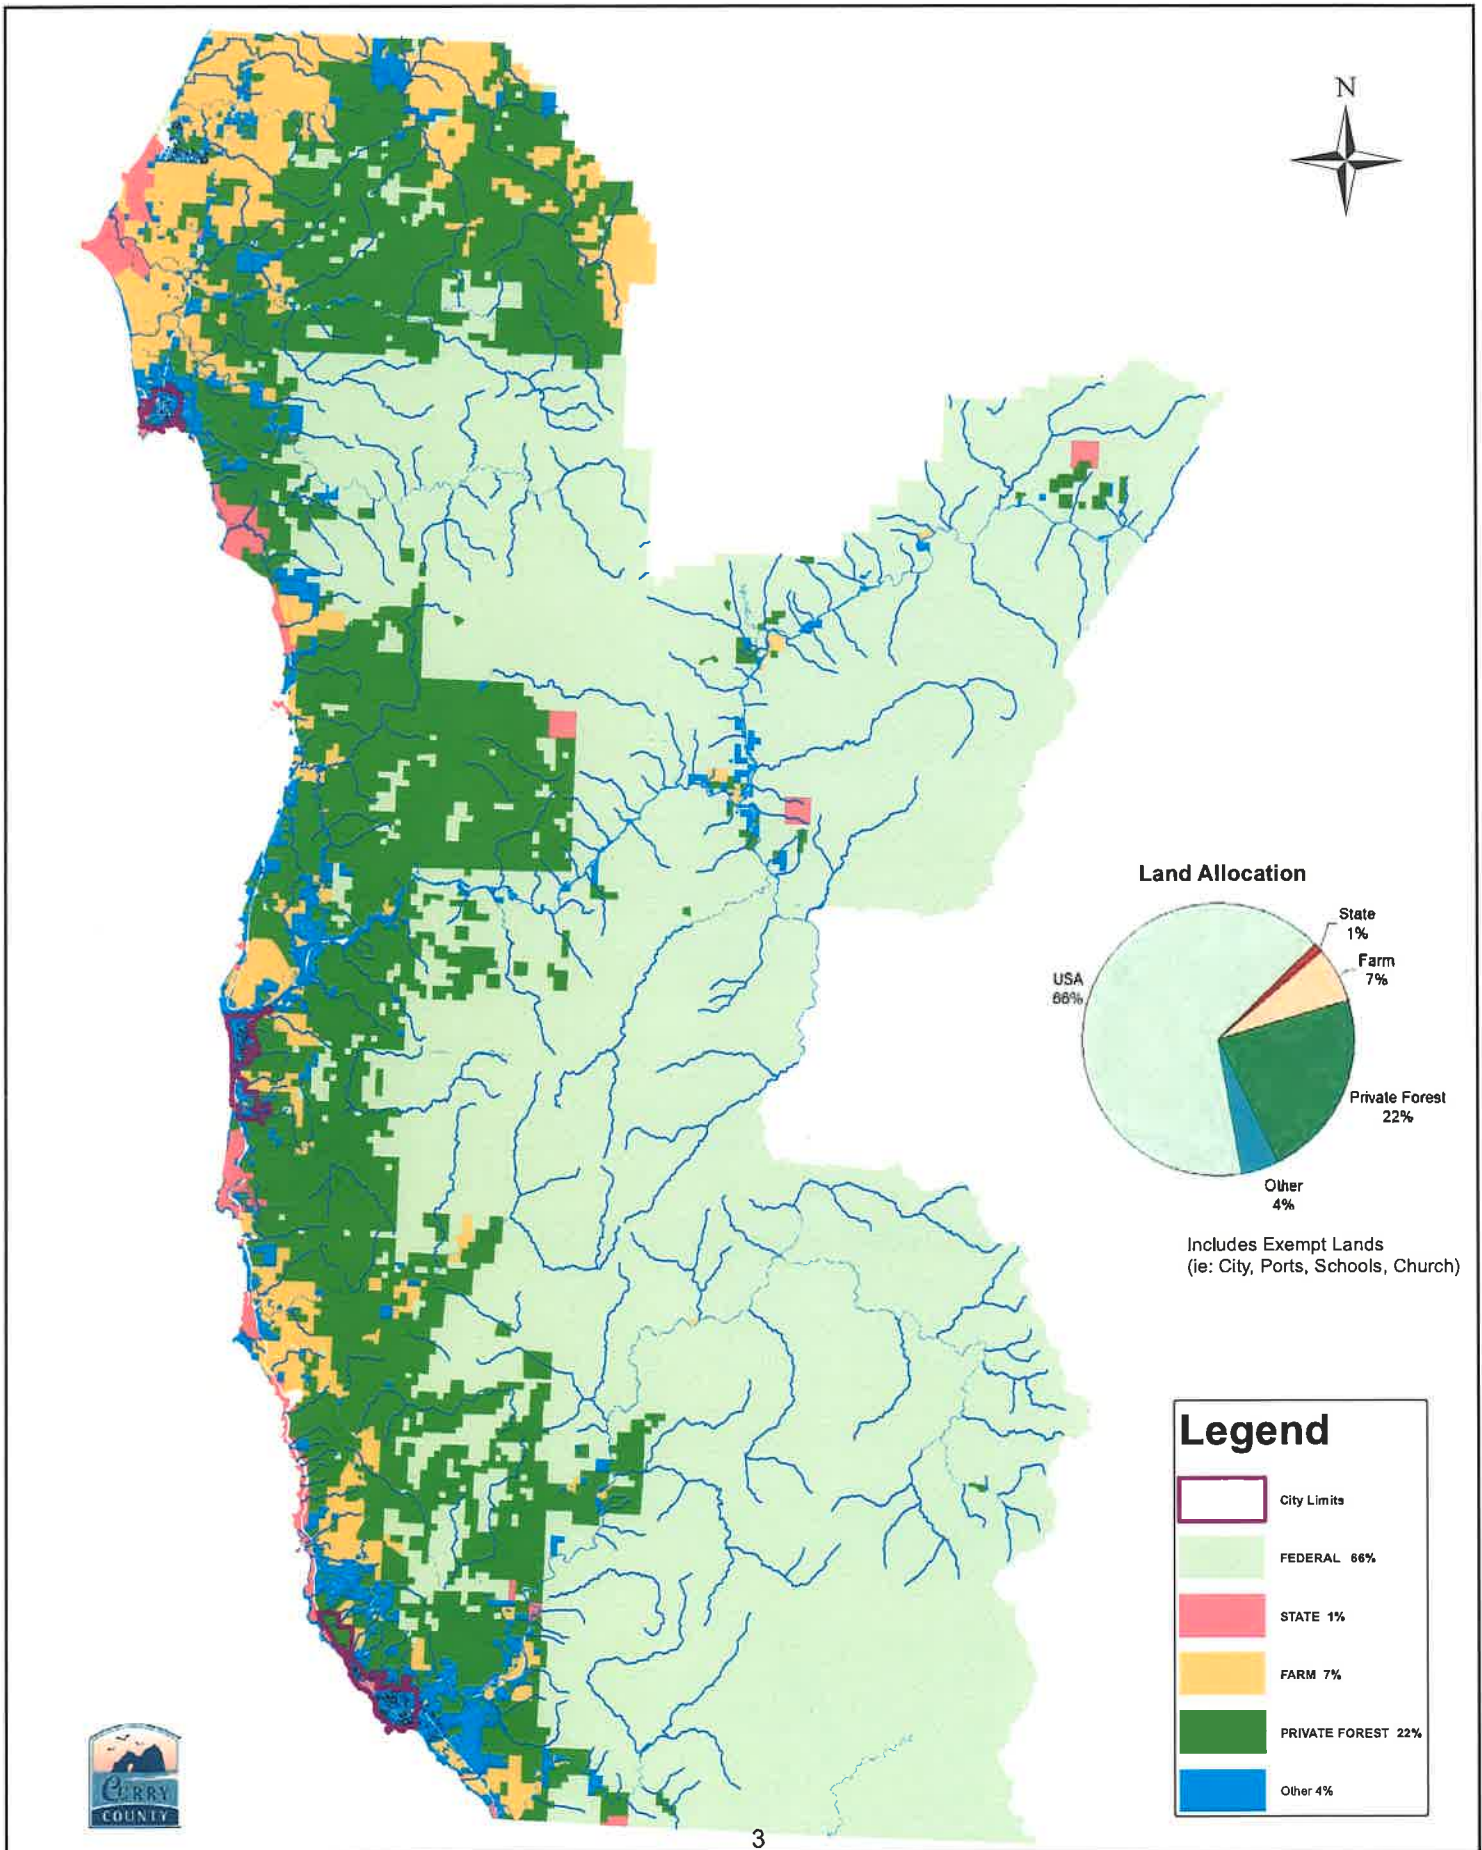 N
Land Allocation
State
1%
Farm
7%
USA
66%
Private Forest
22%
Other
4%
Includes Exempt Lands
(ie: City, Ports, Schools, Church)
Legend
City Limits
FEDERAL 66%
STATE 1%
FARM 7%
PRIVATE FOREST 22%
Other 4%
CURRY
COUNTY
3